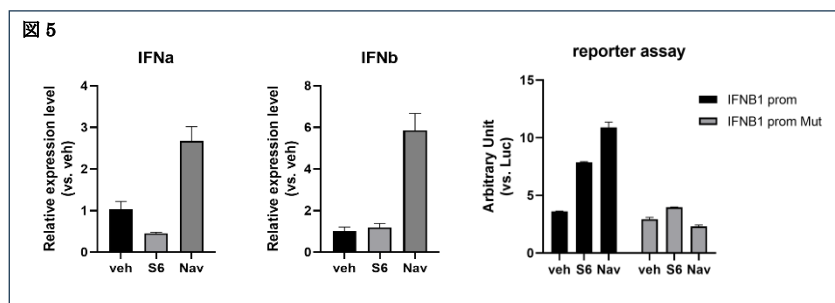 図 5
IFNa
Relative expression level
(vs. veh)
4
3
2
1
0
veh S6 Nav
IFNb
Relative expression level
(vs. veh)
8
6
4
2
0
veh S6 Nav
reporter assay
Arbitrary Unit
(vs. Luc)
15
10
5
0
veh S6 Nav veh S6 Nav
IFNB1 prom
IFNB1 prom Mut